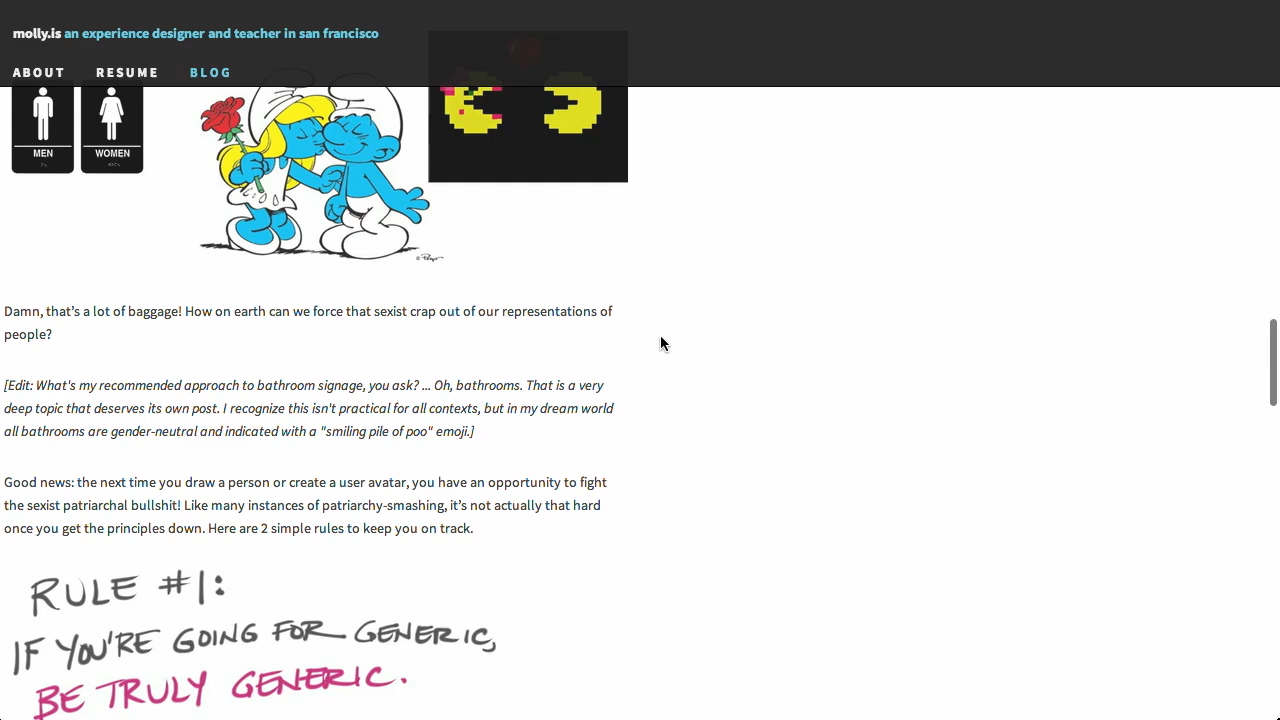 molly.is an experience designer and teacher in san francisco
ABOUT RESUME BLOG
MEN WOMEN
Damn, that’s a lot of baggage! How on earth can we force that sexist crap out of our representations of
people?
[Edit: What's my recommended approach to bathroom signage, you ask? ... Oh, bathrooms. That is a very
deep topic that deserves its own post. I recognize this isn't practical for all contexts, but in my dream world
all bathrooms are gender-neutral and indicated with a "smiling pile of poo" emoji.]
Good news: the next time you draw a person or create a user avatar, you have an opportunity to fight
the sexist patriarchal bullshit! Like many instances of patriarchy-smashing, it’s not actually that hard
once you get the principles down. Here are 2 simple rules to keep you on track.
RULE #1:
IF YOU'RE GOING FOR GENERIC,
BE TRULY GENERIC.